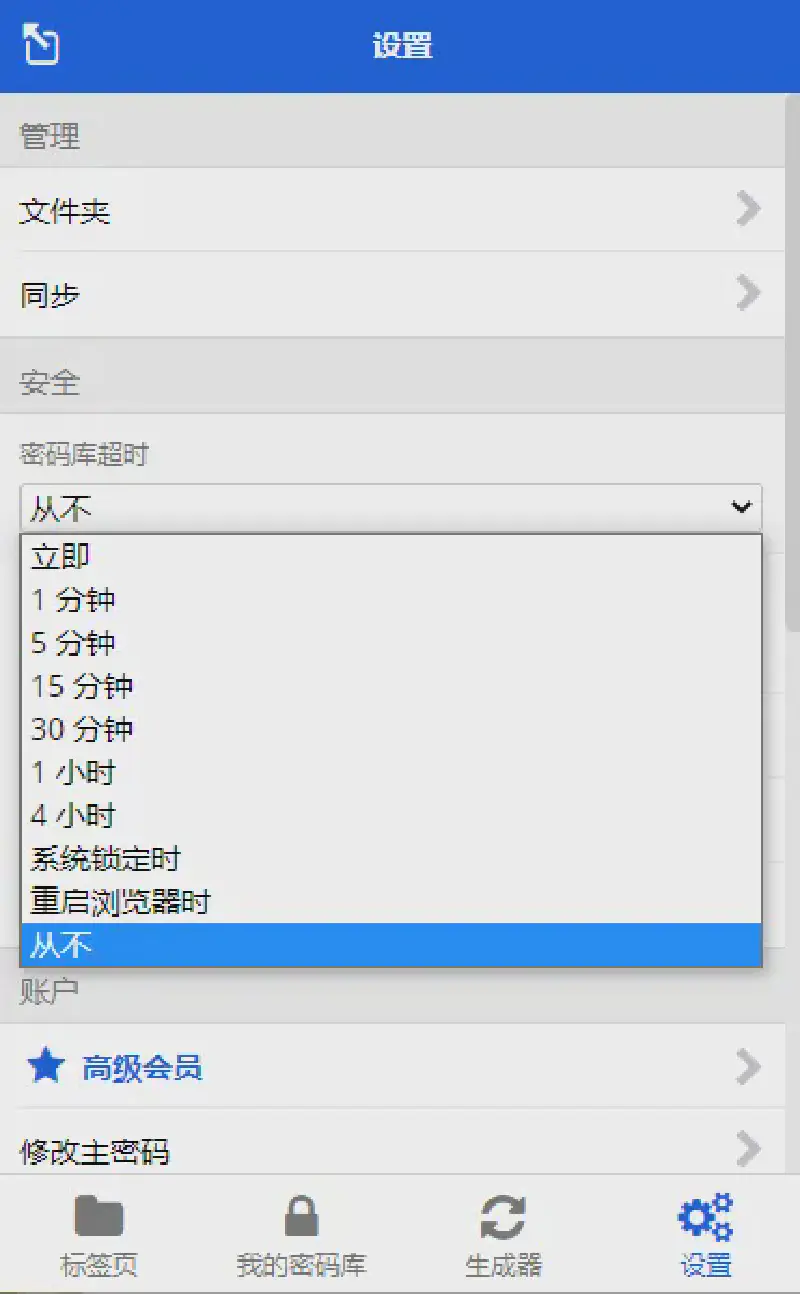 设置
管理
文件夹
同步
安全
密码库超时
从不
立即
1 分钟
5 分钟
15 分钟
30 分钟
1 小时
4 小时
系统锁定时
重启浏览器时
从不
账户
高级会员
修改主密码
标签页
我的密码库
生成器
设置